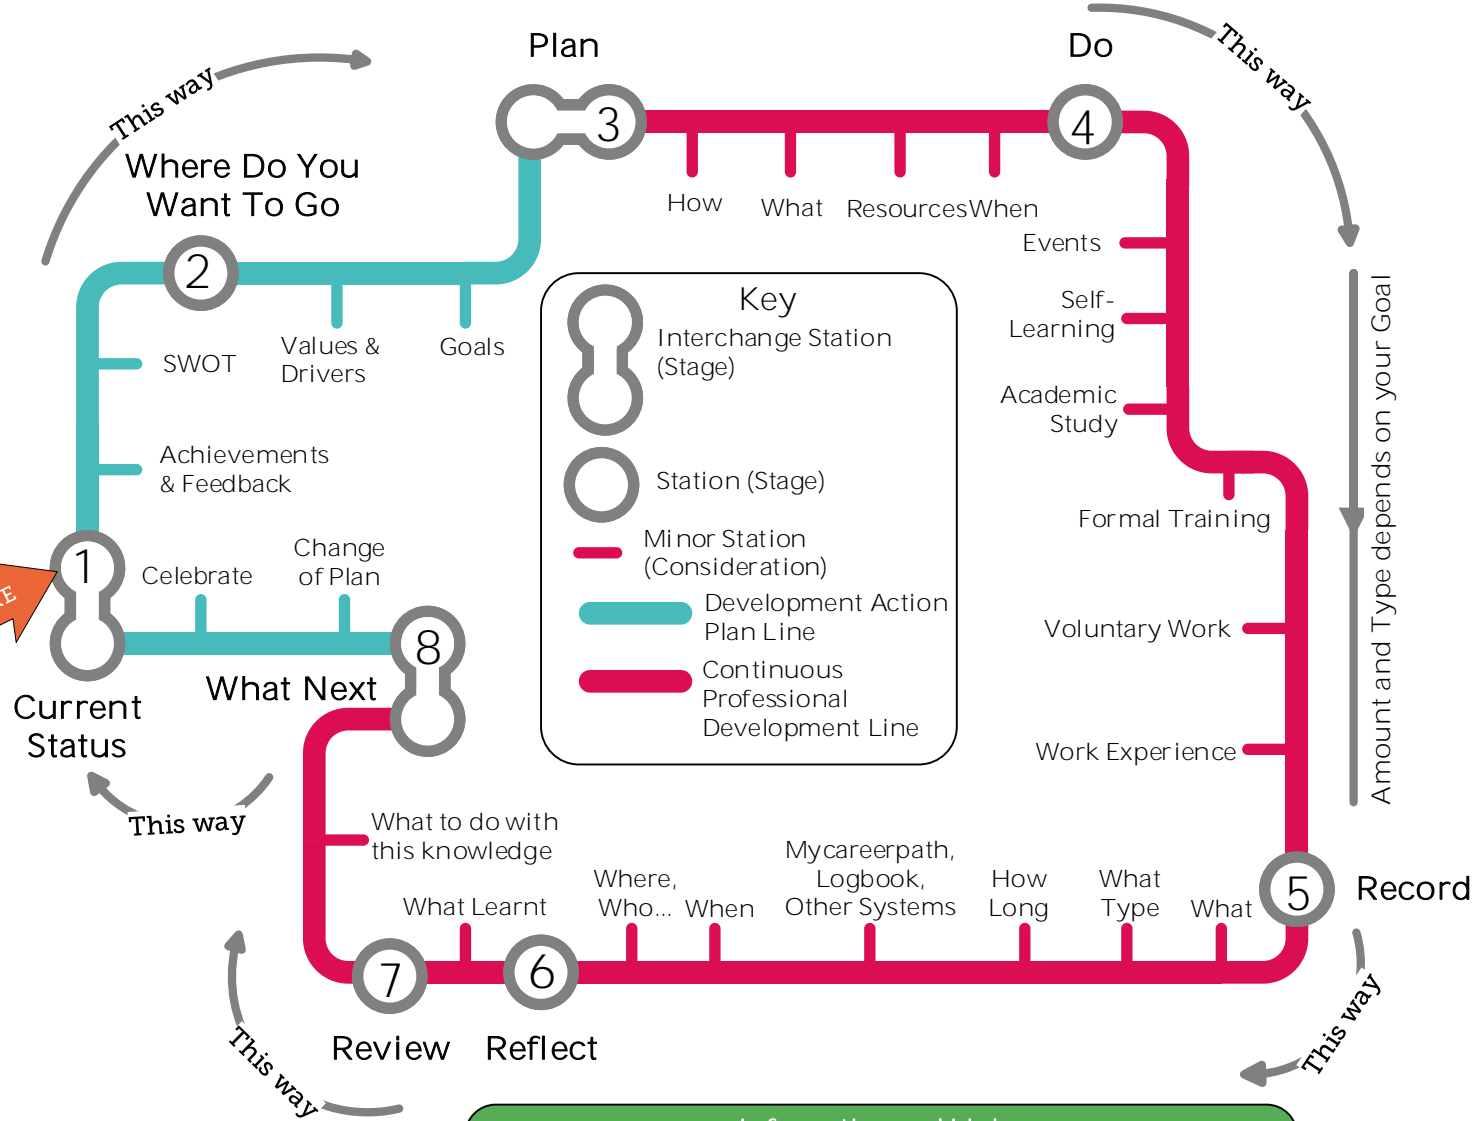 Plan
Do
This way
This way
Where Do You
Want To Go
3
4
How
What
Resources
When
2
Events
Self-
Learning
Academic
Study
Formal Training
Voluntary Work
Work Experience
Amount and Type depends on your Goal
Values &
Drivers
Goals
SWOT
Achievements
& Feedback
Key
Interchange Station
(Stage)
Station (Stage)
Minor Station
(Consideration)
Development Action
Plan Line
Continuous
Professional
Development Line
1
Celebrate
Change
of Plan
8
What Next
Current
Status
This way
What to do with
this knowledge
What Learnt
Where,
Who...
When
Mycareerpath,
Logbook,
Other Systems
How
Long
What
Type
What
5
Record
7
6
Review
Reflect
This way
This way